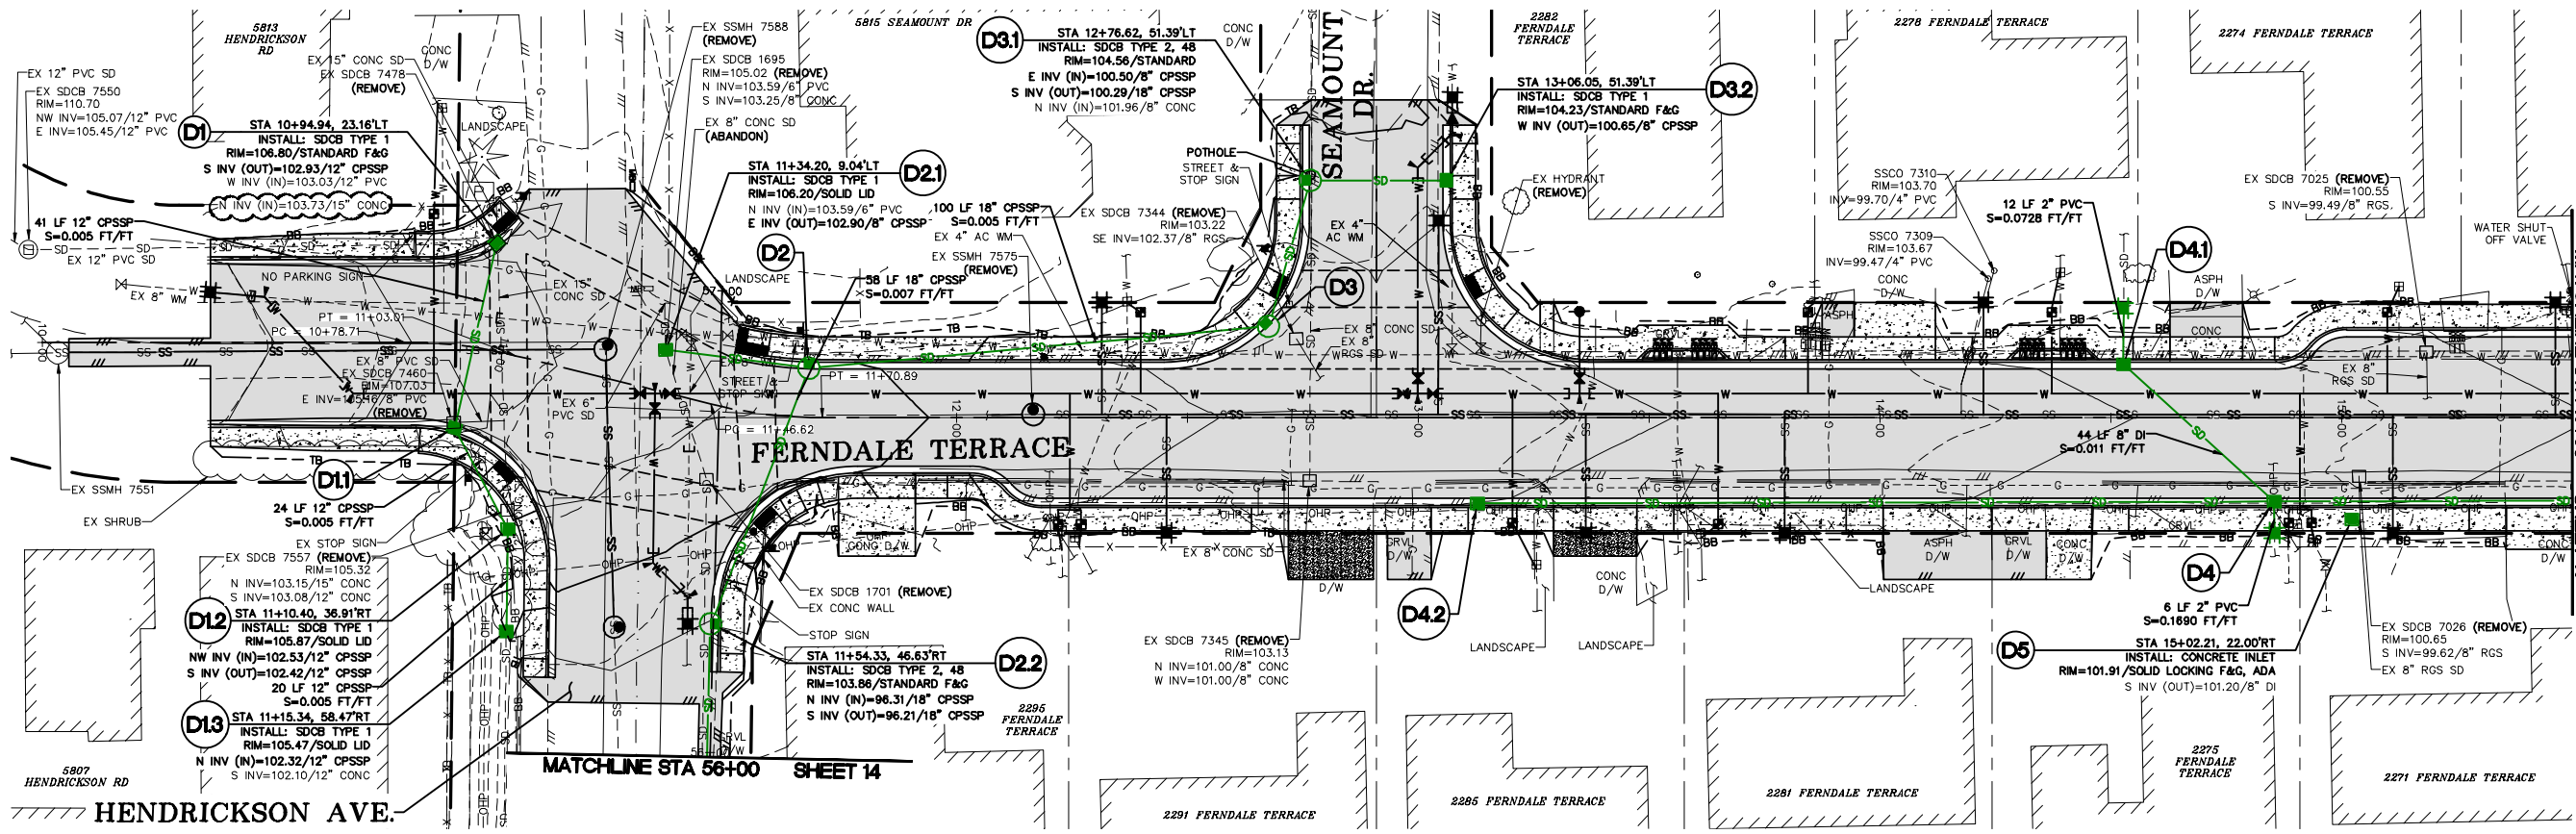 5813
HENDRICKSON
RD
CONC
D/W
EX 15" CONC SD
EX SDCB 7478
(REMOVE)
EX 12" PVC SD
EX SDCB 7550
RIM=110.70
NW INV=105.07/12" PVC
E INV=105.45/12" PVC
D1
STA 10+94.94, 23.16'LT
INSTALL: SDCB TYPE 1
RIM=106.80/STANDARD F&G
S INV (OUT)=102.93/12" CPSSP
W INV (IN)=103.03/12" PVC
N INV (IN)=103.73/15" CONC
LANDSCAPE
41 LF 12" CPSSP
S=0.005 FT/FT
EX 12" PVC SD
EX 8" WM
NO PARKING SIGN
PT = 11+03.01
PC = 10+78.71
EX 8" PVC SD
EX SDCB 7460
RIM=107.03
E INV=105.16/8" PVC
(REMOVE)
EX 15"
CONC SD
EX 6"
PVC SD
EX SSMH 7551
EX SHRUB
D1.1
24 LF 12" CPSSP
S=0.005 FT/FT
EX STOP SIGN
EX SDCB 7557 (REMOVE)
RIM=105.32
N INV=103.15/15" CONC
S INV=103.08/12" CONC
D1.2
STA 11+10.40, 36.91'RT
INSTALL: SDCB TYPE 1
RIM=105.87/SOLID LID
NW INV (IN)=102.53/12" CPSSP
S INV (OUT)=102.42/12" CPSSP
20 LF 12" CPSSP
S=0.005 FT/FT
D1.3
STA 11+15.34, 58.47'RT
INSTALL: SDCB TYPE 1
RIM=105.47/SOLID LID
N INV (IN)=102.32/12" CPSSP
S INV=102.10/12" CONC
5807
HENDRICKSON RD
HENDRICKSON AVE.
MATCHLINE STA 56+00 SHEET 14
5815 SEAMOUNT DR
EX SSMH 7588
(REMOVE)
EX SDCB 1695
RIM=105.02 (REMOVE)
N INV=103.59/6" PVC
S INV=103.25/8" CONC
EX 8" CONC SD
(ABANDON)
STA 11+34.20, 9.04'LT
INSTALL: SDCB TYPE 1
RIM=106.20/SOLID LID
N INV (IN)=103.59/6" PVC
E INV (OUT)=102.90/8" CPSSP
D2.1
D2
LANDSCAPE
57+00
58 LF 18" CPSSP
S=0.007 FT/FT
100 LF 18" CPSSP
S=0.005 FT/FT
EX 4" AC WM
EX SSMH 7575
(REMOVE)
STREET &
STOP SIGN
PT = 11+70.89
PC = 11+46.62
12+00
FERNDALE TERRACE
CONC D/W
EX SDCB 1701 (REMOVE)
EX CONC WALL
STOP SIGN
STA 11+54.33, 46.63'RT
INSTALL: SDCB TYPE 2, 48
RIM=103.86/STANDARD F&G
N INV (IN)=96.31/18" CPSSP
S INV (OUT)=96.21/18" CPSSP
D2.2
2295
FERNDALE
TERRACE
D3.1
STA 12+76.62, 51.39'LT
INSTALL: SDCB TYPE 2, 48
RIM=104.56/STANDARD
E INV (IN)=100.50/8" CPSSP
S INV (OUT)=100.29/18" CPSSP
N INV (IN)=101.96/8" CONC
CONC
D/W
SEAMOUNT
DR.
POTHOLE
STREET &
STOP SIGN
EX SDCB 7344 (REMOVE)
RIM=103.22
SE INV=102.37/8" RGS
EX 4"
AC WM
D3
EX 8" CONC SD
EX 8"
RGS SD
2282
FERNDALE
TERRACE
STA 13+06.05, 51.39'LT
INSTALL: SDCB TYPE 1
RIM=104.23/STANDARD F&G
W INV (OUT)=100.65/8" CPSSP
D3.2
EX HYDRANT
(REMOVE)
EX 8" CONC SD
D/W
GRVL
D/W
D4.2
EX SDCB 7345 (REMOVE)
RIM=103.13
N INV=101.00/8" CONC
W INV=101.00/8" CONC
CONC
D/W
LANDSCAPE
LANDSCAPE
2291 FERNDALE TERRACE
2285 FERNDALE TERRACE
2278 FERNDALE TERRACE
2274 FERNDALE TERRACE
SSCO 7310
RIM=103.70
INV=99.70/4" PVC
SSCO 7309
RIM=103.67
INV=99.47/4" PVC
12 LF 2" PVC
S=0.0728 FT/FT
D4.1
EX SDCB 7025 (REMOVE)
RIM=100.55
S INV=99.49/8" RGS
WATER SHUT
OFF VALVE
CONC
D/W
ASPH
D/W
CONC
ASPH
EX 8"
RGS SD
14+00
15+00
44 LF 8" DI
S=0.011 FT/FT
ASPH
D/W
GRVL
D/W
CONC
D/W
GRVL
CONC
D/W
LANDSCAPE
D4
6 LF 2" PVC
S=0.1690 FT/FT
D5
STA 15+02.21, 22.00'RT
INSTALL: CONCRETE INLET
RIM=101.91/SOLID LOCKING F&G, ADA
S INV (OUT)=101.20/8" DI
EX SDCB 7026 (REMOVE)
RIM=100.65
S INV=99.62/8" RGS
EX 8" RGS SD
2281 FERNDALE TERRACE
2275
FERNDALE
TERRACE
2271 FERNDALE TERRACE